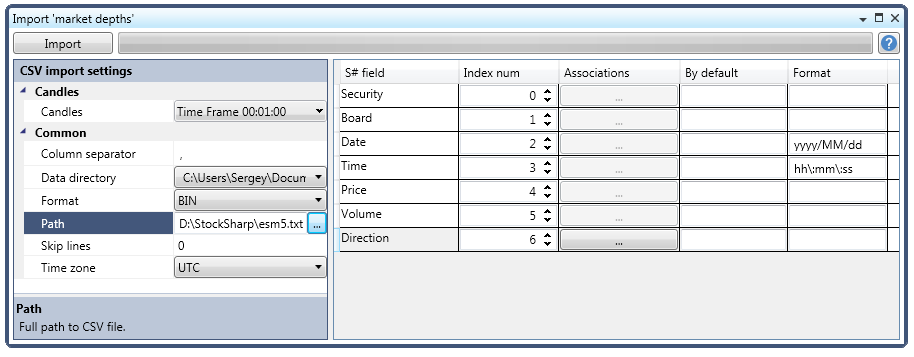 Import 'market depths'
Import
?
CSV import settings
Candles
Candles Time Frame 00:01:00
Common
Column separator ,
Data directory C:\Users\Sergey\Docum
Format BIN
Path D:\StockSharp\esm5.txt ...
Skip lines 0
Time zone UTC
Path
Full path to CSV file.
S# field Index num Associations By default Format
Security 0 ...
Board 1 ...
Date 2 ... yyyy/MM/dd
Time 3 ... hh\:mm\:ss
Price 4 ...
Volume 5 ...
Direction 6 ...